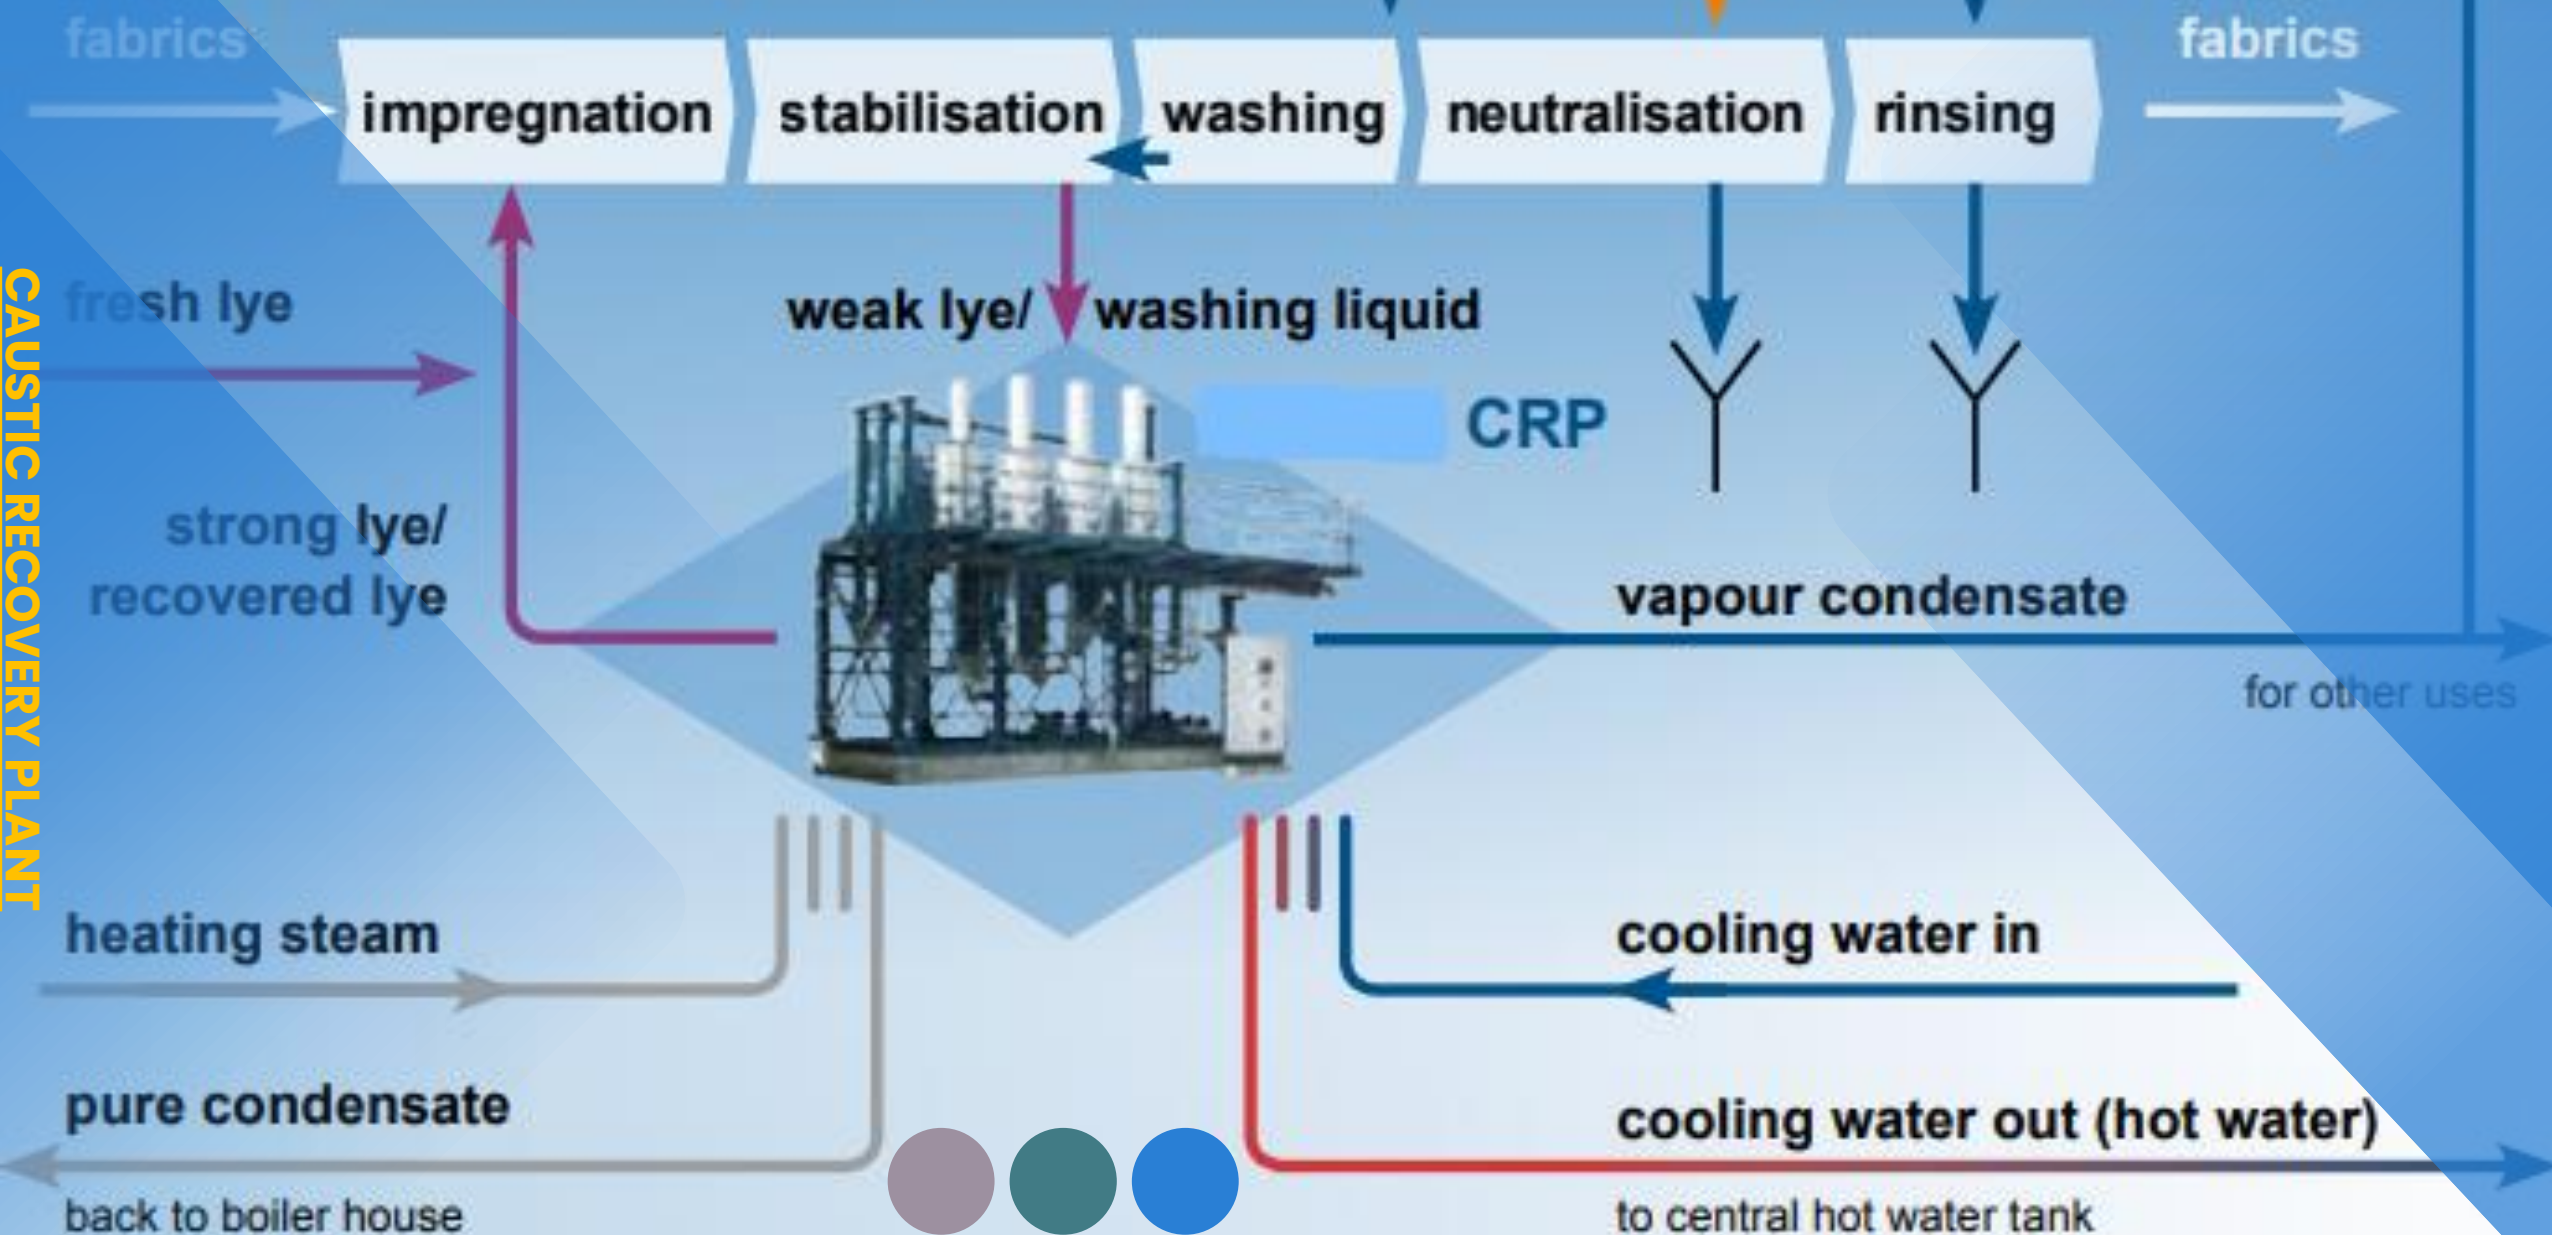 fabrics
fabrics
impregnation
stabilisation
washing
neutralisation
rinsing
fresh lye
weak lye/ washing liquid
CRP
strong lye/
recovered lye
vapour condensate
for other uses
CAUSTIC RECOVERY PLANT
heating steam
cooling water in
pure condensate
cooling water out (hot water)
back to boiler house
to central hot water tank